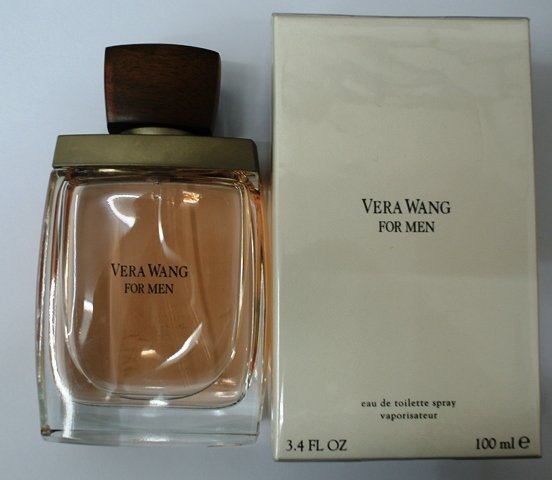 VERA WANG
FOR MEN
VERA WANG
FOR MEN
eau de toilette spray
vaporisateur
3.4 FL OZ 100 ml ℮